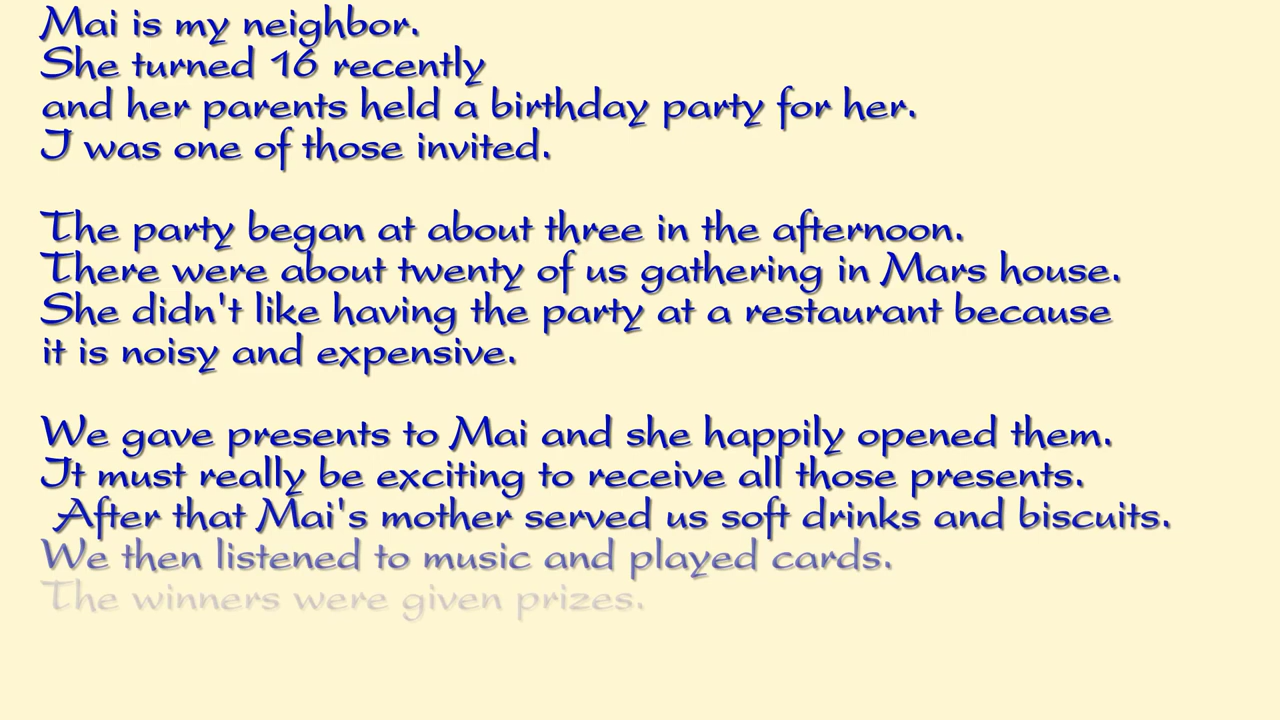 Mai is my neighbor.
She turned 16 recently
and her parents held a birthday party for her.
I was one of those invited.
The party began at about three in the afternoon.
There were about twenty of us gathering in Mars house.
She didn't like having the party at a restaurant because
it is noisy and expensive.
We gave presents to Mai and she happily opened them.
It must really be exciting to receive all those presents.
After that Mai's mother served us soft drinks and biscuits.
We then listened to music and played cards.
The winners were given prizes.